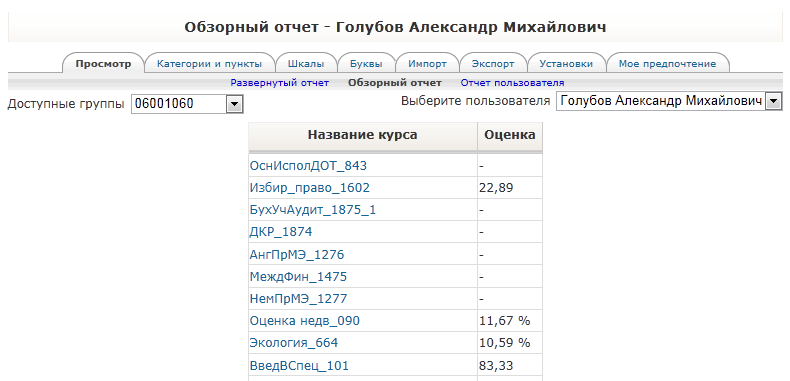 Обзорный отчет - Голубов Александр Михайлович
Просмотр Категории и пункты Шкалы Буквы Импорт Экспорт Установки Мое предпочтение
Развернутый отчет Обзорный отчет Отчет пользователя
Доступные группы 06001060 Выберите пользователя Голубов Александр Михайлович
Название курса Оценка
ОснИсполДОТ_843 -
Избир_право_1602 22,89
БухУчАудит_1875_1 -
ДКР_1874 -
АнгПрМЭ_1276 -
МеждФин_1475 -
НемПрМЭ_1277 -
Оценка недв_090 11,67 %
Экология_664 10,59 %
ВведВСпец_101 83,33